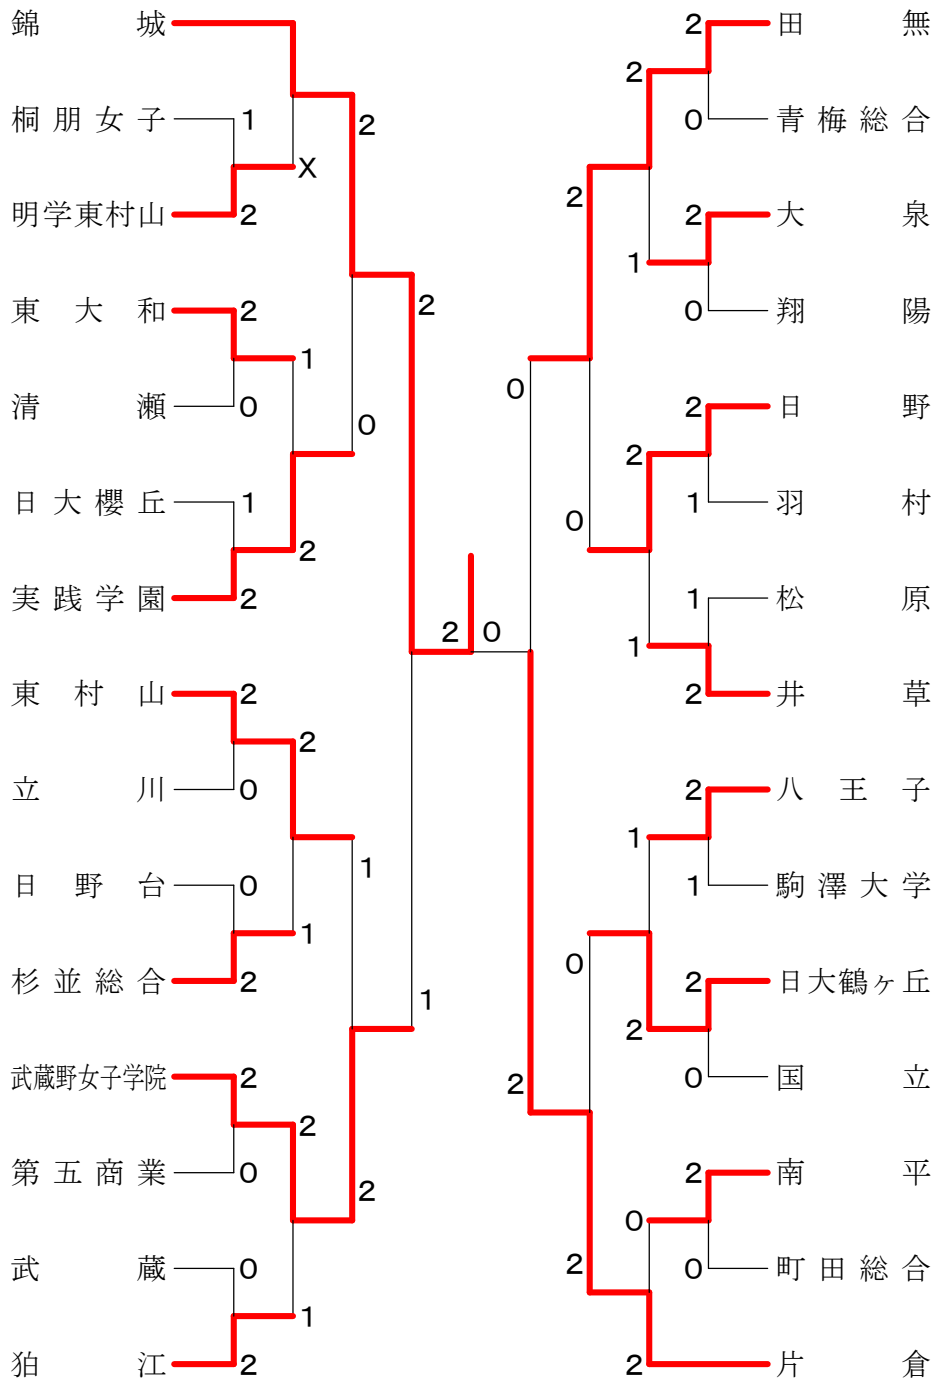 錦城
2
田無
桐朋女子
1
2
2
0
青梅総合
X
明学東村山
2
2
2
大泉
1
東大和
2
2
0
翔陽
1
0
清瀬
0
0
2
日野
2
日大櫻丘
1
0
1
羽村
2
実践学園
2
1
松原
2
0
1
東村山
2
2
井草
2
立川
0
2
八王子
1
1
日野台
0
1
駒澤大学
1
0
杉並総合
2
1
2
日大鶴ヶ丘
2
武蔵野女子学院
2
2
0
国立
2
第五商業
0
2
2
南平
0
武蔵
0
2
0
町田総合
1
狛江
2
2
片倉